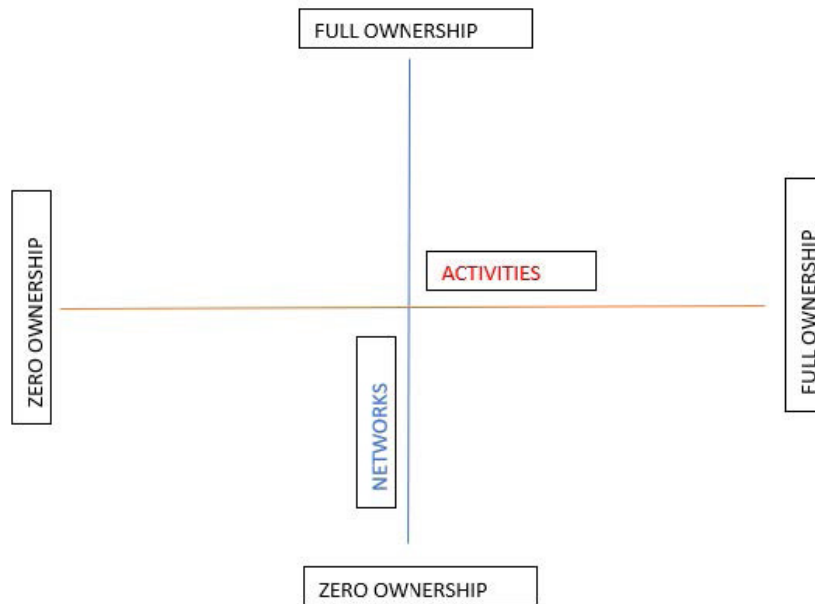 FULL OWNERSHIP
ZERO OWNERSHIP
ACTIVITIES
FULL OWNERSHIP
NETWORKS
ZERO OWNERSHIP